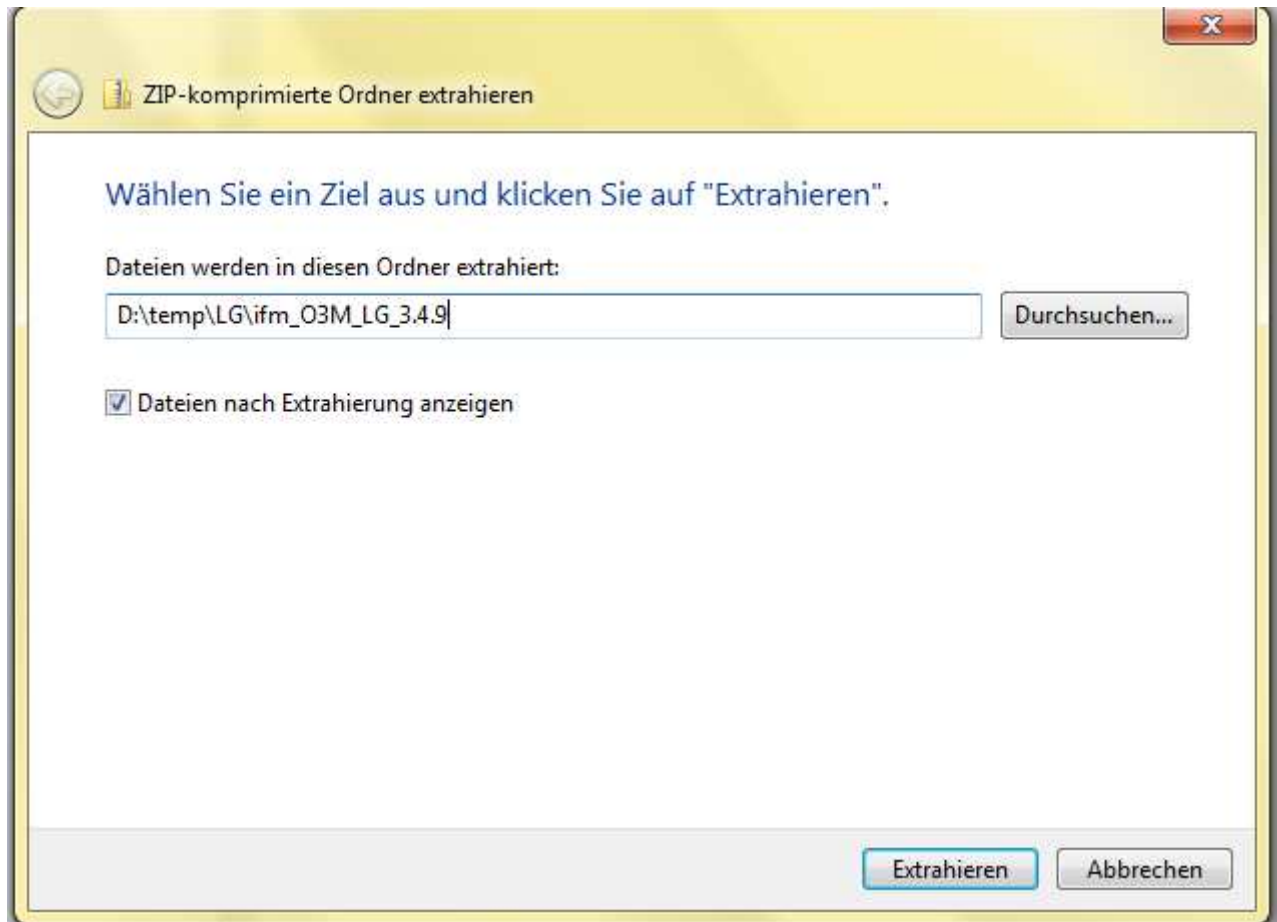 ZIP-komprimierte Ordner extrahieren
Wählen Sie ein Ziel aus und klicken Sie auf "Extrahieren".
Dateien werden in diesen Ordner extrahiert:
D:\temp\LG\ifm_O3M_LG_3.4.9
Durchsuchen...
Dateien nach Extrahierung anzeigen
Extrahieren
Abbrechen